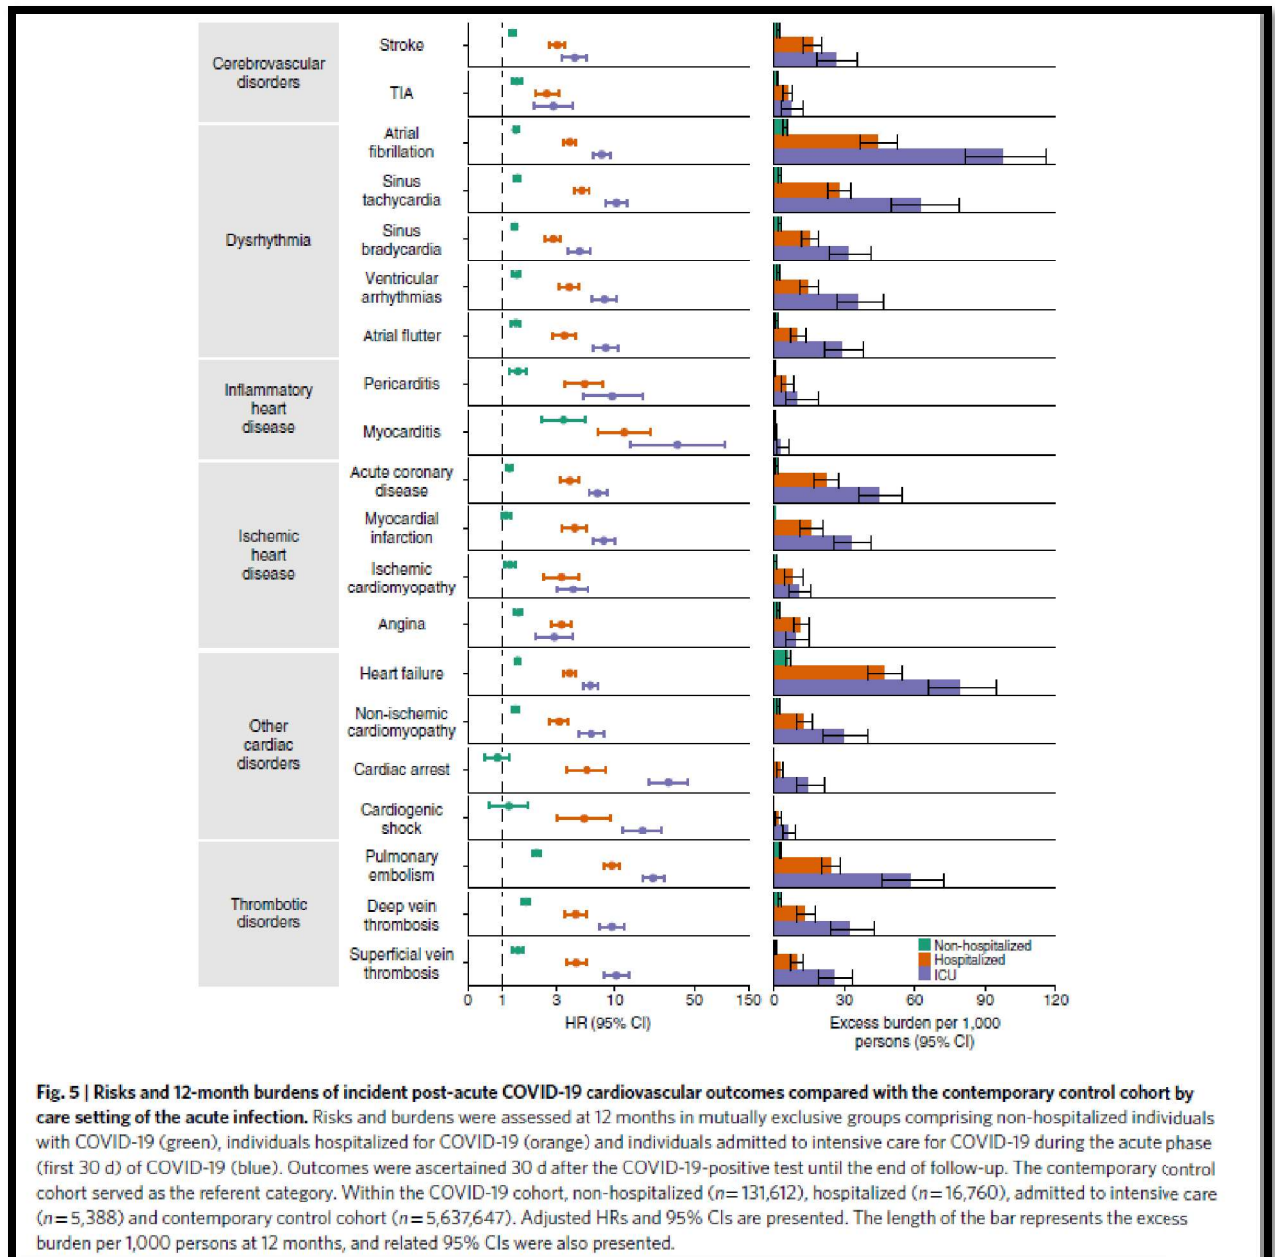 Cerebrovascular
disorders
Stroke
TIA
Dysrhythmia
Atrial
fibrillation
Sinus
tachycardia
Sinus
bradycardia
Ventricular
arrhythmias
Atrial flutter
Inflammatory
heart
disease
Pericarditis
Myocarditis
Ischemic
heart
disease
Acute coronary
disease
Myocardial
infarction
Ischemic
cardiomyopathy
Angina
Other
cardiac
disorders
Heart failure
Non-ischemic
cardiomyopathy
Cardiac arrest
Cardiogenic
shock
Thrombotic
disorders
Pulmonary
embolism
Deep vein
thrombosis
Superficial vein
thrombosis
Non-hospitalized
Hospitalized
ICU
0 1 3 10 50 150
HR (95% CI)
0 30 60 90 120
Excess burden per 1,000
persons (95% CI)
Fig. 5 | Risks and 12-month burdens of incident post-acute COVID-19 cardiovascular outcomes compared with the contemporary control cohort by
care setting of the acute infection. Risks and burdens were assessed at 12 months in mutually exclusive groups comprising non-hospitalized individuals
with COVID-19 (green), individuals hospitalized for COVID-19 (orange) and individuals admitted to intensive care for COVID-19 during the acute phase
(first 30 d) of COVID-19 (blue). Outcomes were ascertained 30 d after the COVID-19-positive test until the end of follow-up. The contemporary control
cohort served as the referent category. Within the COVID-19 cohort, non-hospitalized (n = 131,612), hospitalized (n = 16,760), admitted to intensive care
(n = 5,388) and contemporary control cohort (n = 5,637,647). Adjusted HRs and 95% CIs are presented. The length of the bar represents the excess
burden per 1,000 persons at 12 months, and related 95% CIs were also presented.